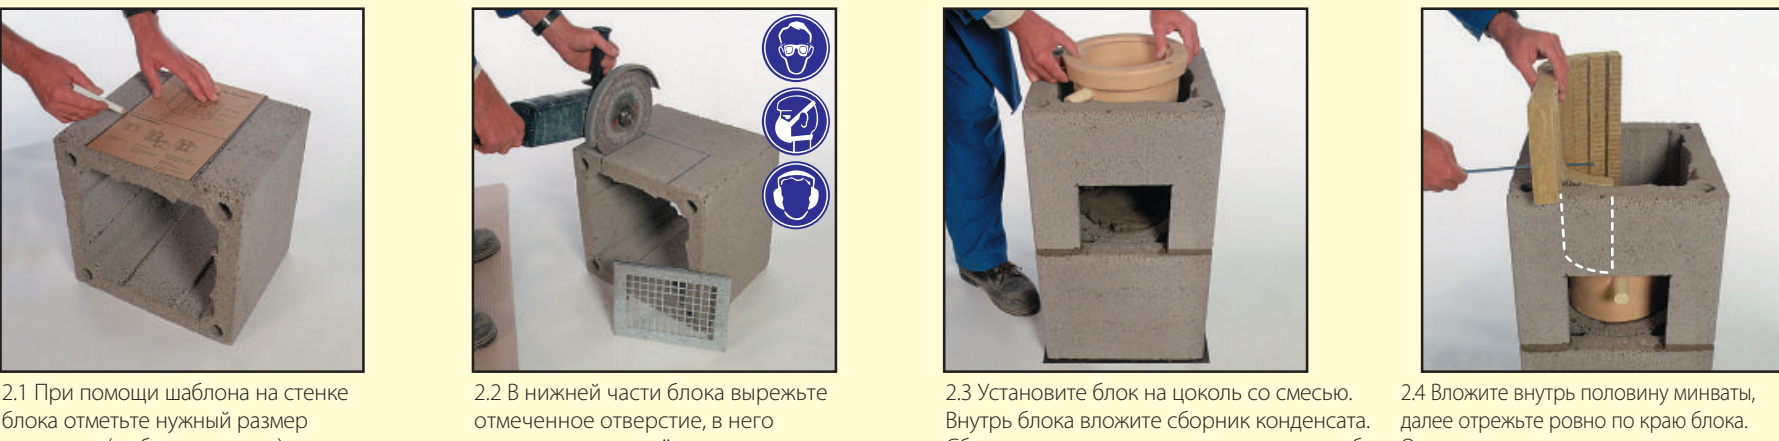 2.1 При помощи шаблона на стенке
блока отметьте нужный размер
2.2 В нижней части блока вырежьте
отмеченное отверстие, в него
2.3 Установите блок на цоколь со смесью.
Внутрь блока вложите сборник конденсата.
2.4 Вложите внутрь половину минваты,
далее отрежьте ровно по краю блока.